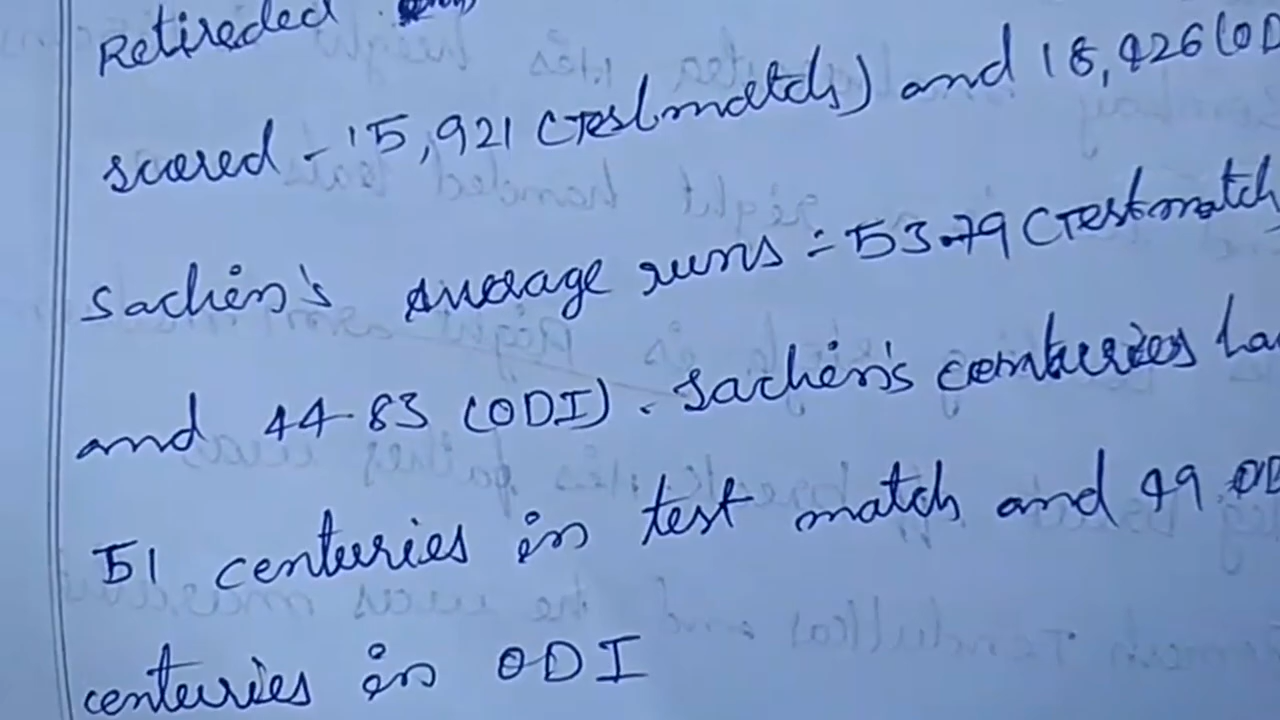 Retireded
scored - 15,921 (Testmatch) and 18,426 (OD
Sachin's Average runs = 53.79 (Testmatch
and 44.83 (ODI). Sachin's centuries ha
51 centuries in test match and 49 OD
centuries in ODI